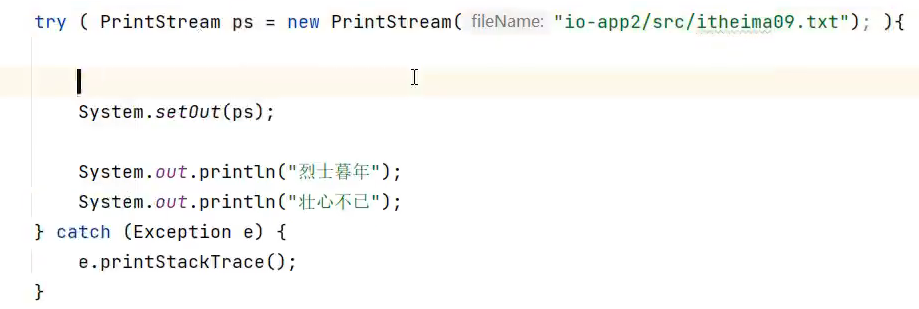 try ( PrintStream ps = new PrintStream( fileName: "io-app2/src/itheima09.txt"); ){
System.setOut(ps);
System.out.println("烈士暮年");
System.out.println("壮心不已");
} catch (Exception e) {
e.printStackTrace();
}